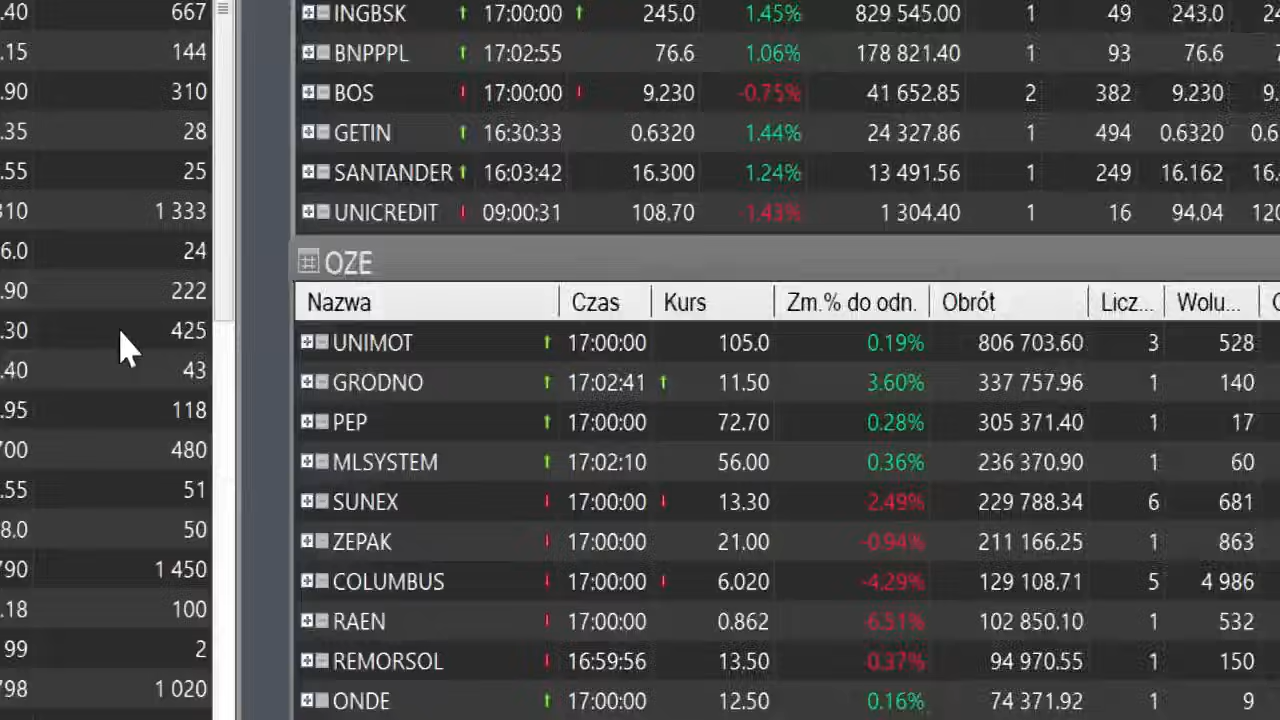 .40 667
.15 144
.90 310
.35 28
.55 25
310 1 333
6.0 24
.90 222
.30 425
.40 43
.95 118
700 480
.55 51
8.0 50
790 1 450
.18 100
99 2
798 1 020
INGBSK 17:00:00 245.0 1.45% 829 545.00 1 49 243.0
BNPPPL 17:02:55 76.6 1.06% 178 821.40 1 93 76.6
BOS 17:00:00 9.230 -0.75% 41 652.85 2 382 9.230 9.
GETIN 16:30:33 0.6320 1.44% 24 327.86 1 494 0.6320 0.6
SANTANDER 16:03:42 16.300 1.24% 13 491.56 1 249 16.162 16.
UNICREDIT 09:00:31 108.70 -1.43% 1 304.40 1 16 94.04 120
OZE
Nazwa Czas Kurs Zm.% do odn. Obrót Licz... Wolu...
UNIMOT 17:00:00 105.0 0.19% 806 703.60 3 528
GRODNO 17:02:41 11.50 3.60% 337 757.96 1 140
PEP 17:00:00 72.70 0.28% 305 371.40 1 17
MLSYSTEM 17:02:10 56.00 0.36% 236 370.90 1 60
SUNEX 17:00:00 13.30 -2.49% 229 788.34 6 681
ZEPAK 17:00:00 21.00 -0.94% 211 166.25 1 863
COLUMBUS 17:00:00 6.020 -4.29% 129 108.71 5 4 986
RAEN 17:00:00 0.862 -6.51% 102 850.10 1 532
REMORSOL 16:59:56 13.50 -0.37% 94 970.55 1 150
ONDE 17:00:00 12.50 0.16% 74 371.92 1 9